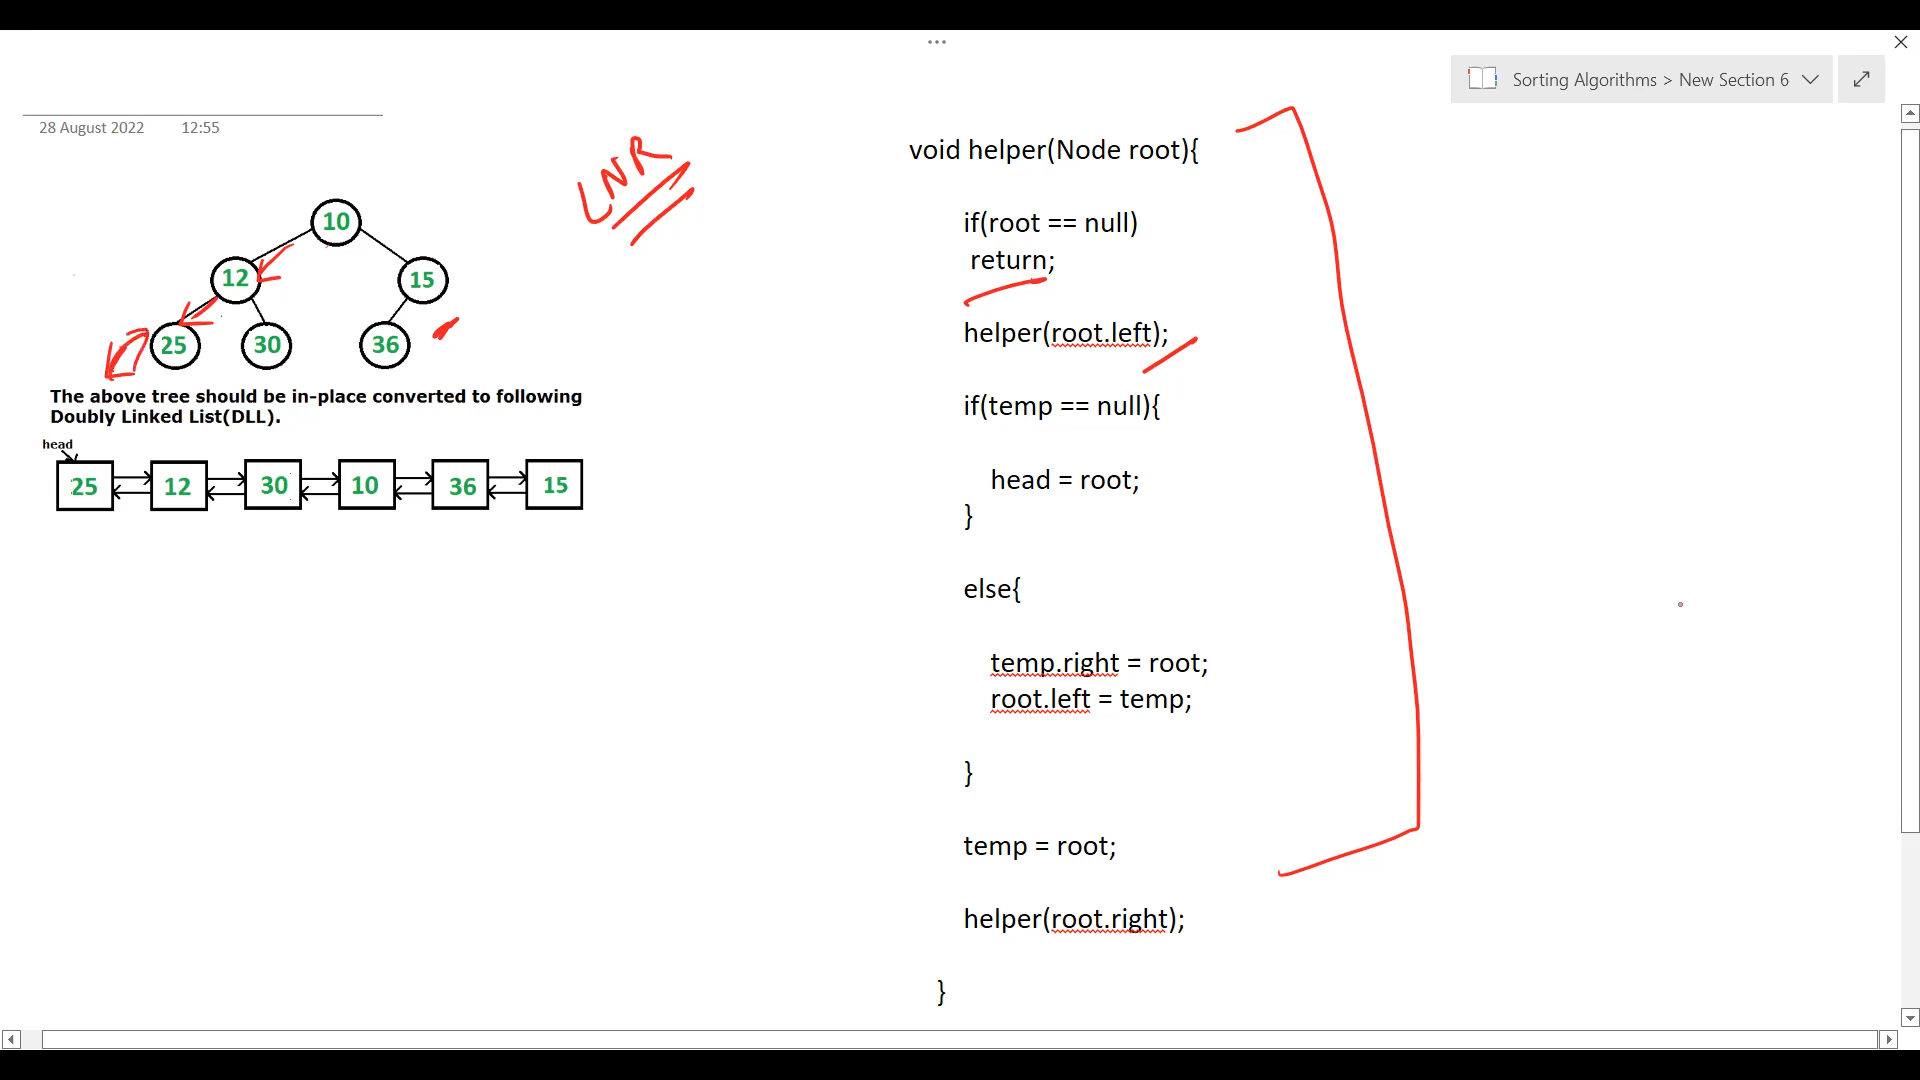 Sorting Algorithms > New Section 6
28 August 2022 12:55
LNR
10
12
15
25
30
36
The above tree should be in-place converted to following
Doubly Linked List(DLL).
head
25 12 30 10 36 15
void helper(Node root){
if(root == null)
return;
helper(root.left);
if(temp == null){
head = root;
}
else{
temp.right = root;
root.left = temp;
}
temp = root;
helper(root.right);
}